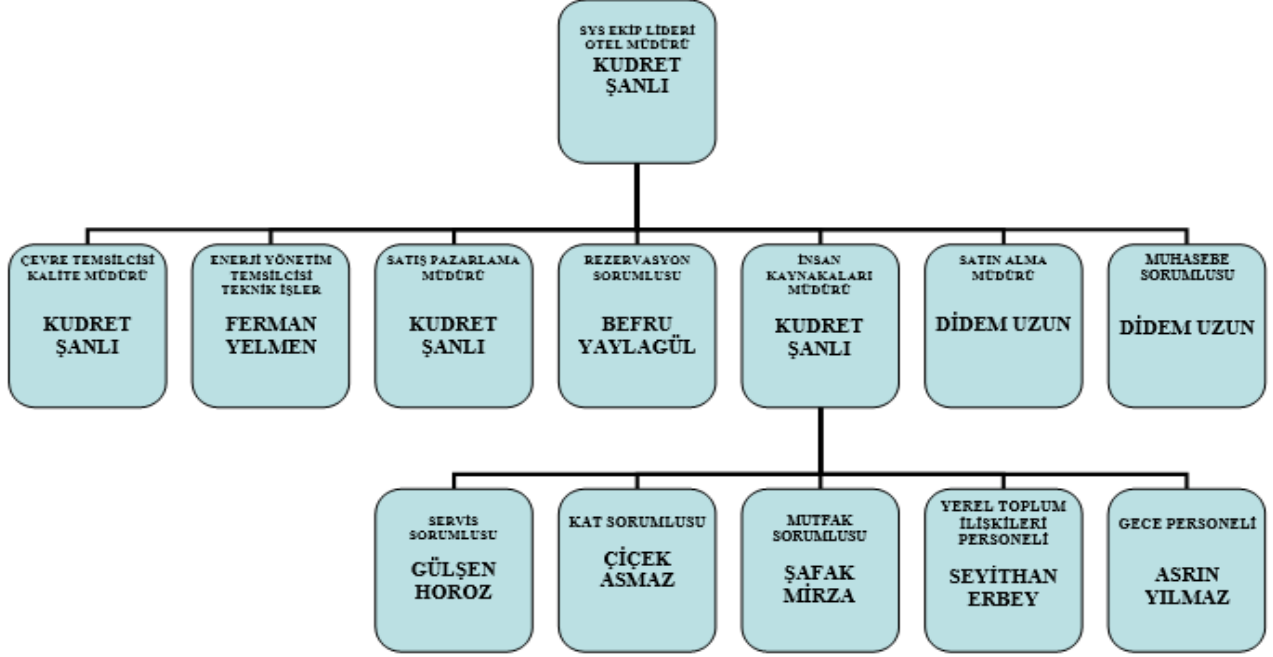 SYS EKİP LİDERİ
OTEL MÜDÜRÜ
KUDRET
ŞANLI
ÇEVRE TEMSİLCİSİ
KALİTE MÜDÜRÜ
KUDRET
ŞANLI
ENERJİ YÖNETİM
TEMSİLCİSİ
TEKNİK İŞLER
FERMAN
YELMEN
SATIŞ PAZARLAMA
MÜDÜRÜ
KUDRET
ŞANLI
REZERVASYON
SORUMLUSU
BEFRU
YAYLAGÜL
İNSAN
KAYNAKALARI
MÜDÜRÜ
KUDRET
ŞANLI
SATIN ALMA
MÜDÜRÜ
DİDEM UZUN
MUHASEBE
SORUMLUSU
DİDEM UZUN
SERVİS
SORUMLUSU
GÜLŞEN
HOROZ
KAT SORUMLUSU
ÇİÇEK
ASMAZ
MUTFAK
SORUMLUSU
ŞAFAK
MİRZA
YEREL TOPLUM
İLİŞKİLERİ
PERSONELİ
SEYİTHAN
ERBEY
GECE PERSONELİ
ASRIN
YILMAZ